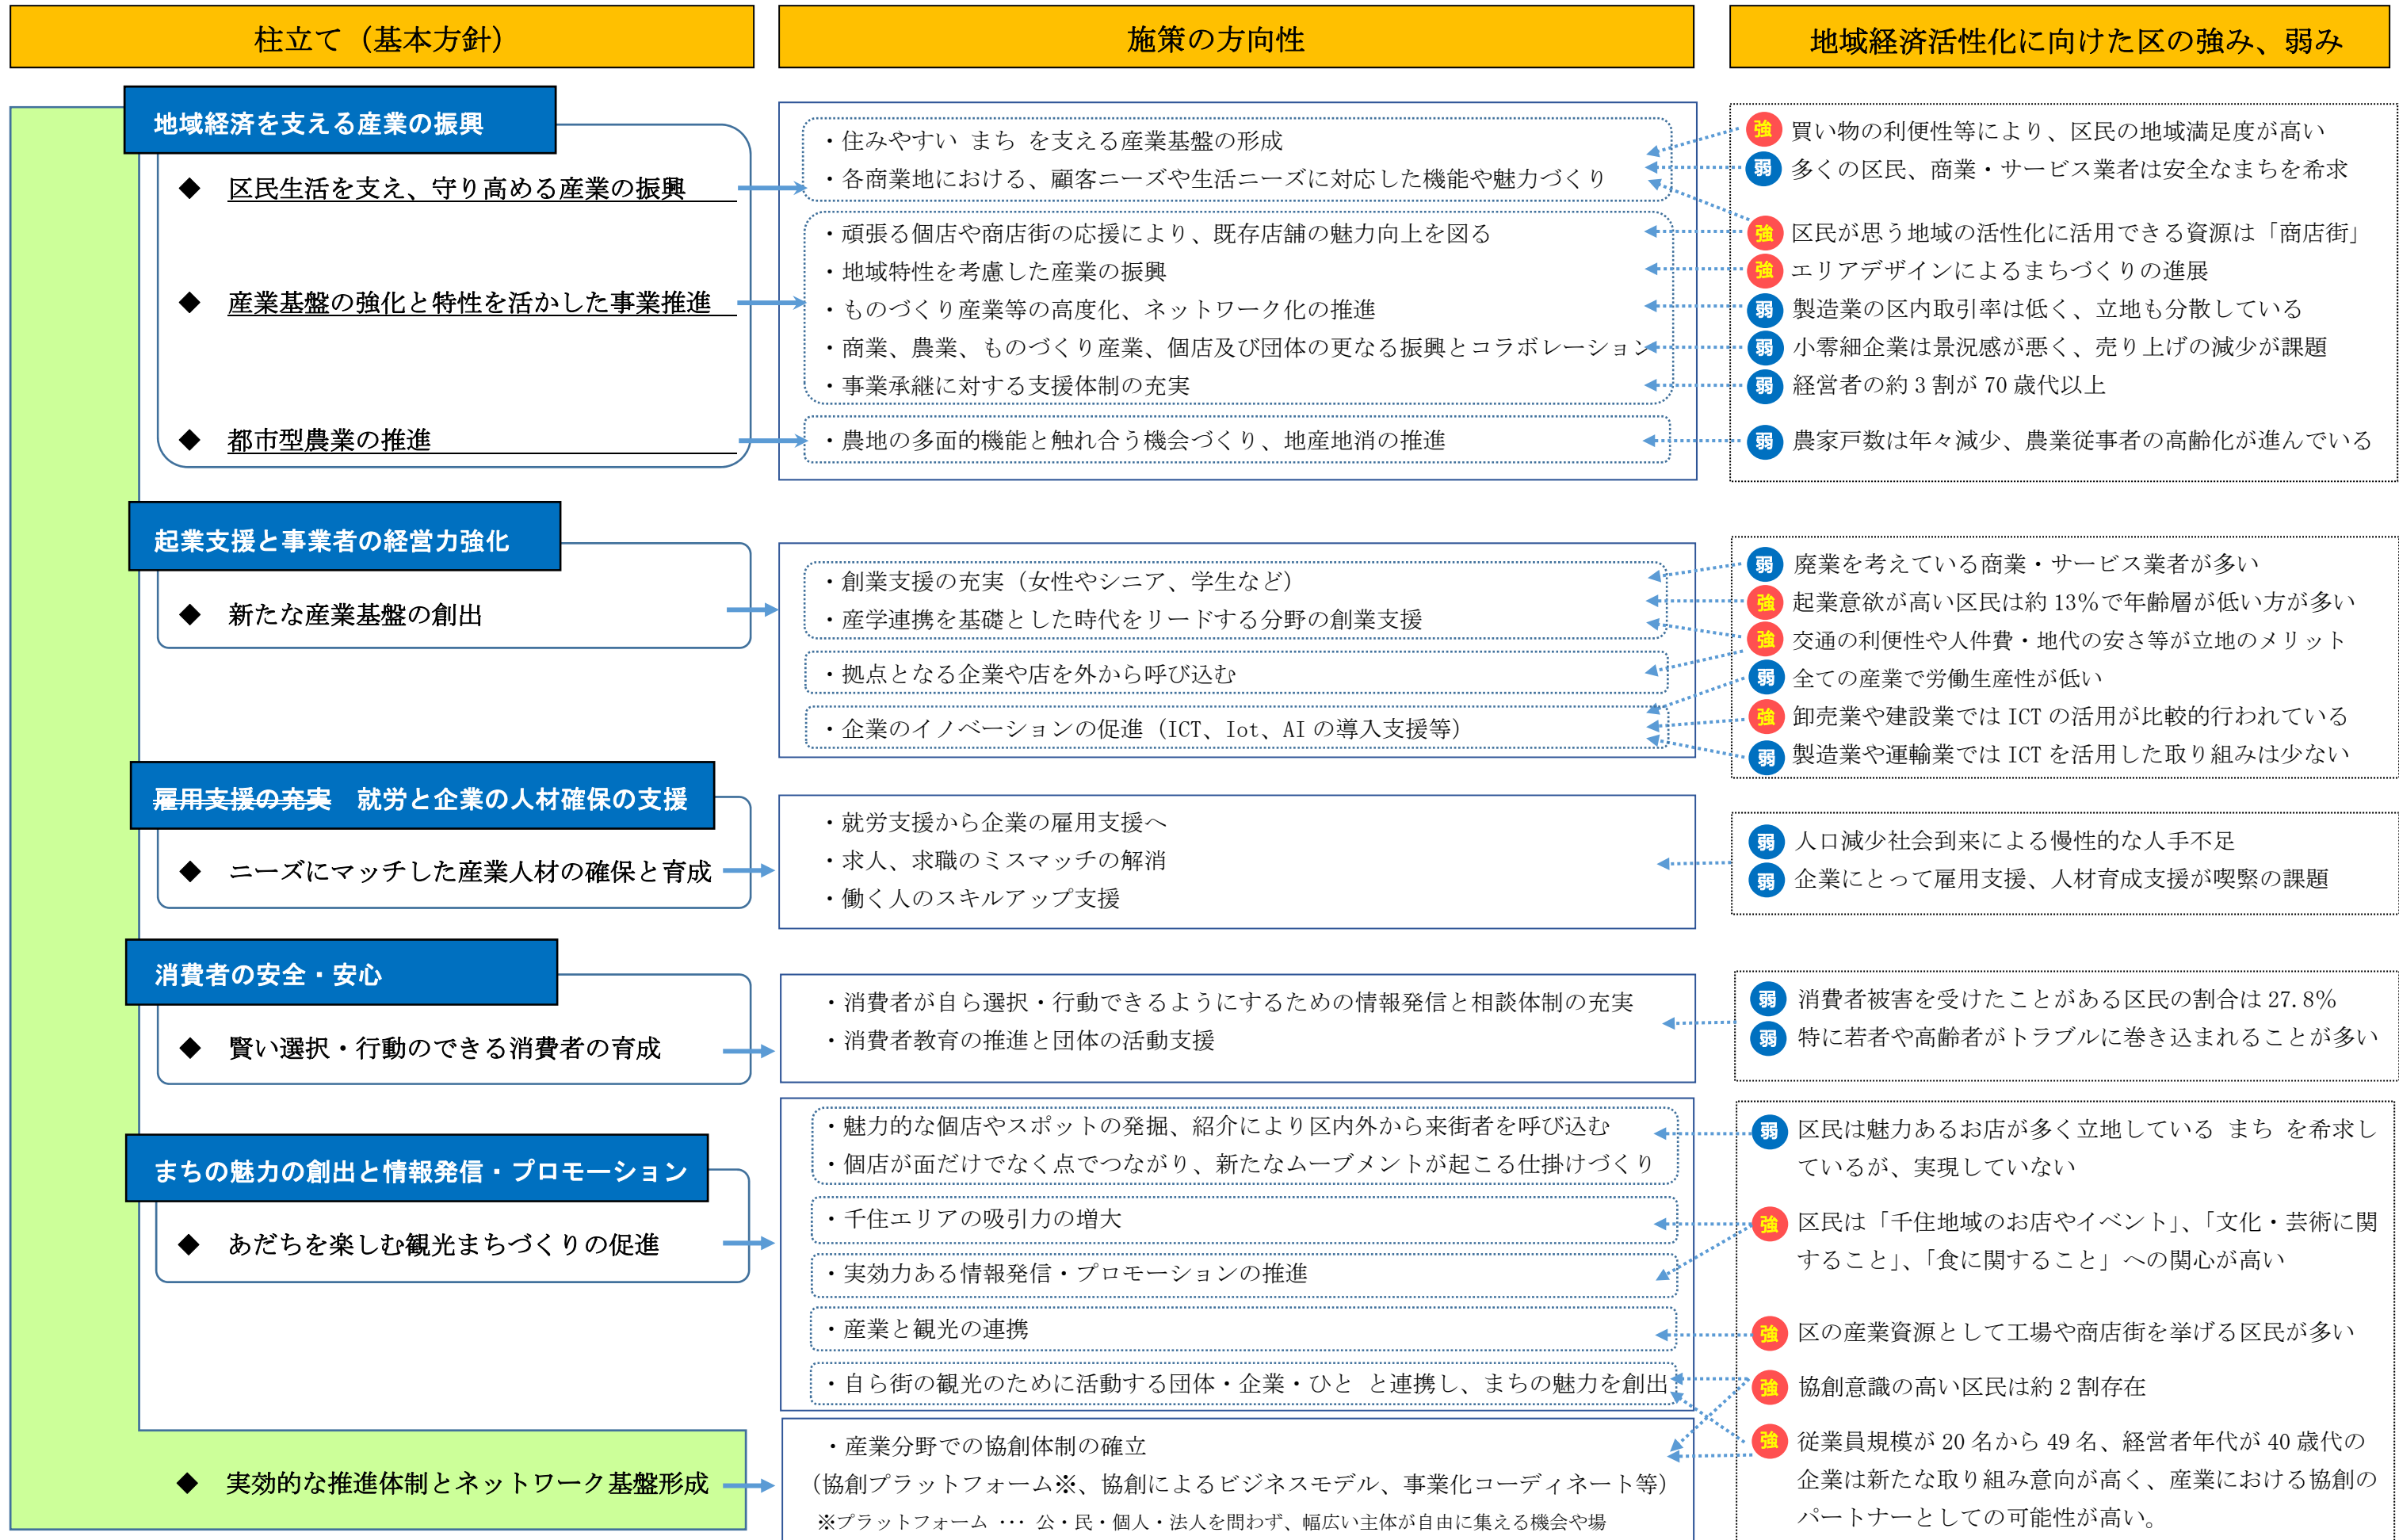 柱立て（基本方針）
施策の方向性
地域経済活性化に向けた区の強み、弱み
地域経済を支える産業の振興
◆ 区民生活を支え、守り高める産業の振興
◆ 産業基盤の強化と特性を活かした事業推進
◆ 都市型農業の推進
・住みやすい まち を支える産業基盤の形成
・各商業地における、顧客ニーズや生活ニーズに対応した機能や魅力づくり
・頑張る個店や商店街の応援により、既存店舗の魅力向上を図る
・地域特性を考慮した産業の振興
・ものづくり産業等の高度化、ネットワーク化の推進
・商業、農業、ものづくり産業、個店及び団体の更なる振興とコラボレーション
・事業承継に対する支援体制の充実
・農地の多面的機能と触れ合う機会づくり、地産地消の推進
強 買い物の利便性等により、区民の地域満足度が高い
弱 多くの区民、商業・サービス業者は安全なまちを希求
強 区民が思う地域の活性化に活用できる資源は「商店街」
強 エリアデザインによるまちづくりの進展
弱 製造業の区内取引率は低く、立地も分散している
弱 小零細企業は景況感が悪く、売り上げの減少が課題
弱 経営者の約3割が70歳代以上
弱 農家戸数は年々減少、農業従事者の高齢化が進んでいる
起業支援と事業者の経営力強化
◆ 新たな産業基盤の創出
・創業支援の充実（女性やシニア、学生など）
・産学連携を基礎とした時代をリードする分野の創業支援
・拠点となる企業や店を外から呼び込む
・企業のイノベーションの促進（ICT、Iot、AIの導入支援等）
弱 廃業を考えている商業・サービス業者が多い
強 起業意欲が高い区民は約13％で年齢層が低い方が多い
強 交通の利便性や人件費・地代の安さ等が立地のメリット
弱 全ての産業で労働生産性が低い
強 卸売業や建設業ではICTの活用が比較的行われている
弱 製造業や運輸業ではICTを活用した取り組みは少ない
雇用支援の充実 就労と企業の人材確保の支援
◆ ニーズにマッチした産業人材の確保と育成
・就労支援から企業の雇用支援へ
・求人、求職のミスマッチの解消
・働く人のスキルアップ支援
弱 人口減少社会到来による慢性的な人手不足
弱 企業にとって雇用支援、人材育成支援が喫緊の課題
消費者の安全・安心
◆ 賢い選択・行動のできる消費者の育成
・消費者が自ら選択・行動できるようにするための情報発信と相談体制の充実
・消費者教育の推進と団体の活動支援
弱 消費者被害を受けたことがある区民の割合は27.8％
弱 特に若者や高齢者がトラブルに巻き込まれることが多い
まちの魅力の創出と情報発信・プロモーション
◆ あだちを楽しむ観光まちづくりの促進
・魅力的な個店やスポットの発掘、紹介により区内外から来街者を呼び込む
・個店が面だけでなく点でつながり、新たなムーブメントが起こる仕掛けづくり
・千住エリアの吸引力の増大
・実効力ある情報発信・プロモーションの推進
・産業と観光の連携
・自ら街の観光のために活動する団体・企業・ひと と連携し、まちの魅力を創出
弱 区民は魅力あるお店が多く立地している まち を希求し
ているが、実現していない
強 区民は「千住地域のお店やイベント」、「文化・芸術に関
すること」、「食に関すること」への関心が高い
強 区の産業資源として工場や商店街を挙げる区民が多い
強 協創意識の高い区民は約2割存在
強 従業員規模が20名から49名、経営者年代が40歳代の
企業は新たな取り組み意向が高く、産業における協創の
パートナーとしての可能性が高い。
◆ 実効的な推進体制とネットワーク基盤形成
・産業分野での協創体制の確立
（協創プラットフォーム※、協創によるビジネスモデル、事業化コーディネート等）
※プラットフォーム ･･･ 公・民・個人・法人を問わず、幅広い主体が自由に集える機会や場